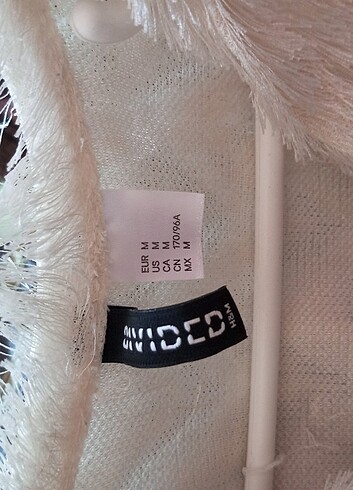 EUR M
US M
CA M
CN 170/96A
MX M
DIVIDED
H&M